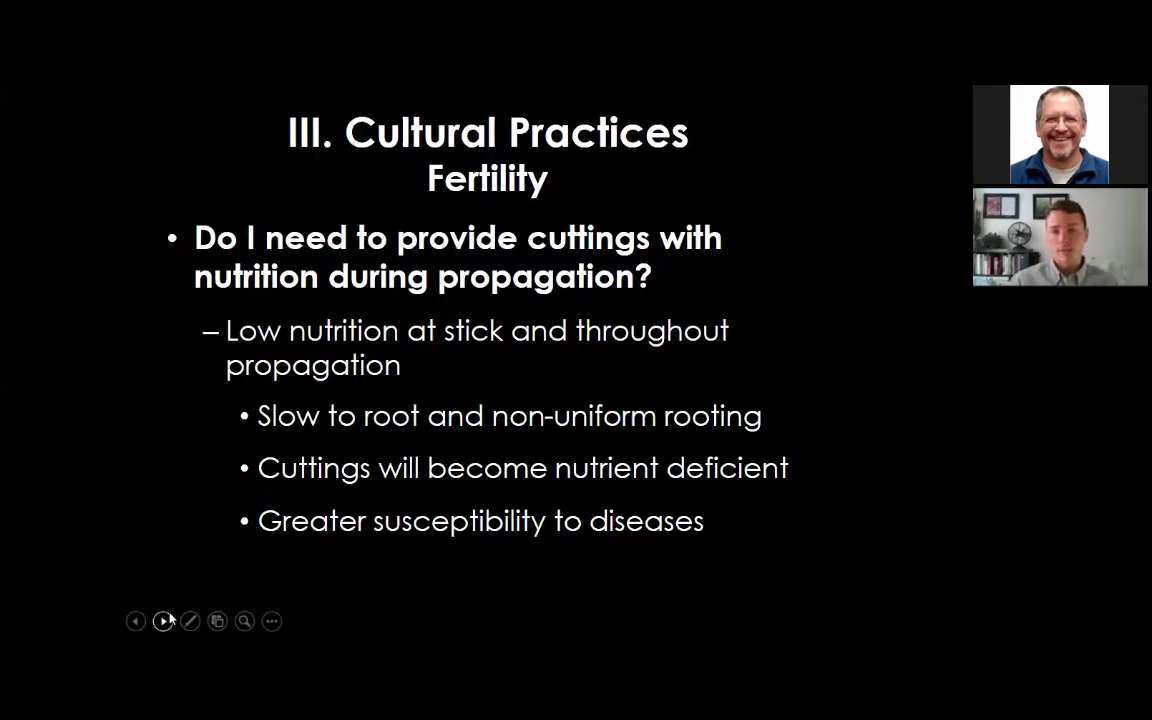 III. Cultural Practices
Fertility
• Do I need to provide cuttings with
nutrition during propagation?
– Low nutrition at stick and throughout
propagation
• Slow to root and non-uniform rooting
• Cuttings will become nutrient deficient
• Greater susceptibility to diseases